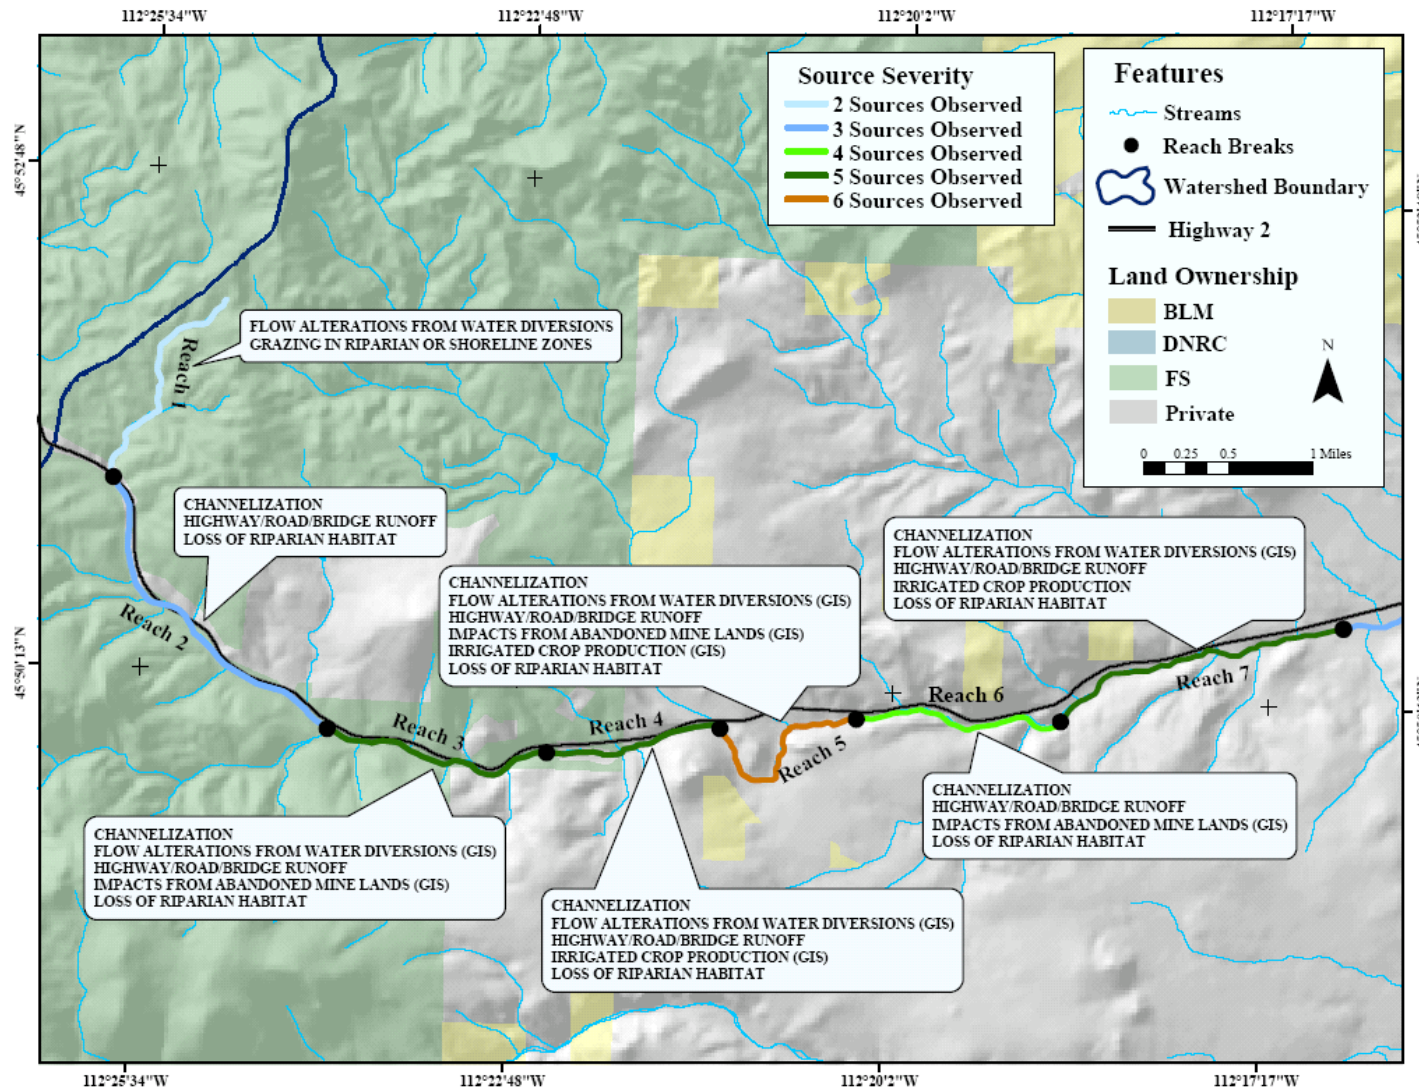 112°25'34"W
112°22'48"W
112°20'2"W
112°17'17"W
45°52'48"N
45°50'13"N
Source Severity
2 Sources Observed
3 Sources Observed
4 Sources Observed
5 Sources Observed
6 Sources Observed
Features
Streams
Reach Breaks
Watershed Boundary
Highway 2
Land Ownership
BLM
DNRC
FS
Private
N
0 0.25 0.5 1 Miles
FLOW ALTERATIONS FROM WATER DIVERSIONS
GRAZING IN RIPARIAN OR SHORELINE ZONES
Reach 1
CHANNELIZATION
HIGHWAY/ROAD/BRIDGE RUNOFF
LOSS OF RIPARIAN HABITAT
Reach 2
CHANNELIZATION
FLOW ALTERATIONS FROM WATER DIVERSIONS (GIS)
HIGHWAY/ROAD/BRIDGE RUNOFF
IMPACTS FROM ABANDONED MINE LANDS (GIS)
IRRIGATED CROP PRODUCTION (GIS)
LOSS OF RIPARIAN HABITAT
CHANNELIZATION
FLOW ALTERATIONS FROM WATER DIVERSIONS (GIS)
HIGHWAY/ROAD/BRIDGE RUNOFF
IRRIGATED CROP PRODUCTION
LOSS OF RIPARIAN HABITAT
Reach 3
Reach 4
Reach 5
Reach 6
Reach 7
CHANNELIZATION
FLOW ALTERATIONS FROM WATER DIVERSIONS (GIS)
HIGHWAY/ROAD/BRIDGE RUNOFF
IMPACTS FROM ABANDONED MINE LANDS (GIS)
LOSS OF RIPARIAN HABITAT
CHANNELIZATION
FLOW ALTERATIONS FROM WATER DIVERSIONS (GIS)
HIGHWAY/ROAD/BRIDGE RUNOFF
IRRIGATED CROP PRODUCTION (GIS)
LOSS OF RIPARIAN HABITAT
CHANNELIZATION
HIGHWAY/ROAD/BRIDGE RUNOFF
IMPACTS FROM ABANDONED MINE LANDS (GIS)
LOSS OF RIPARIAN HABITAT
112°25'34"W
112°22'48"W
112°20'2"W
112°17'17"W